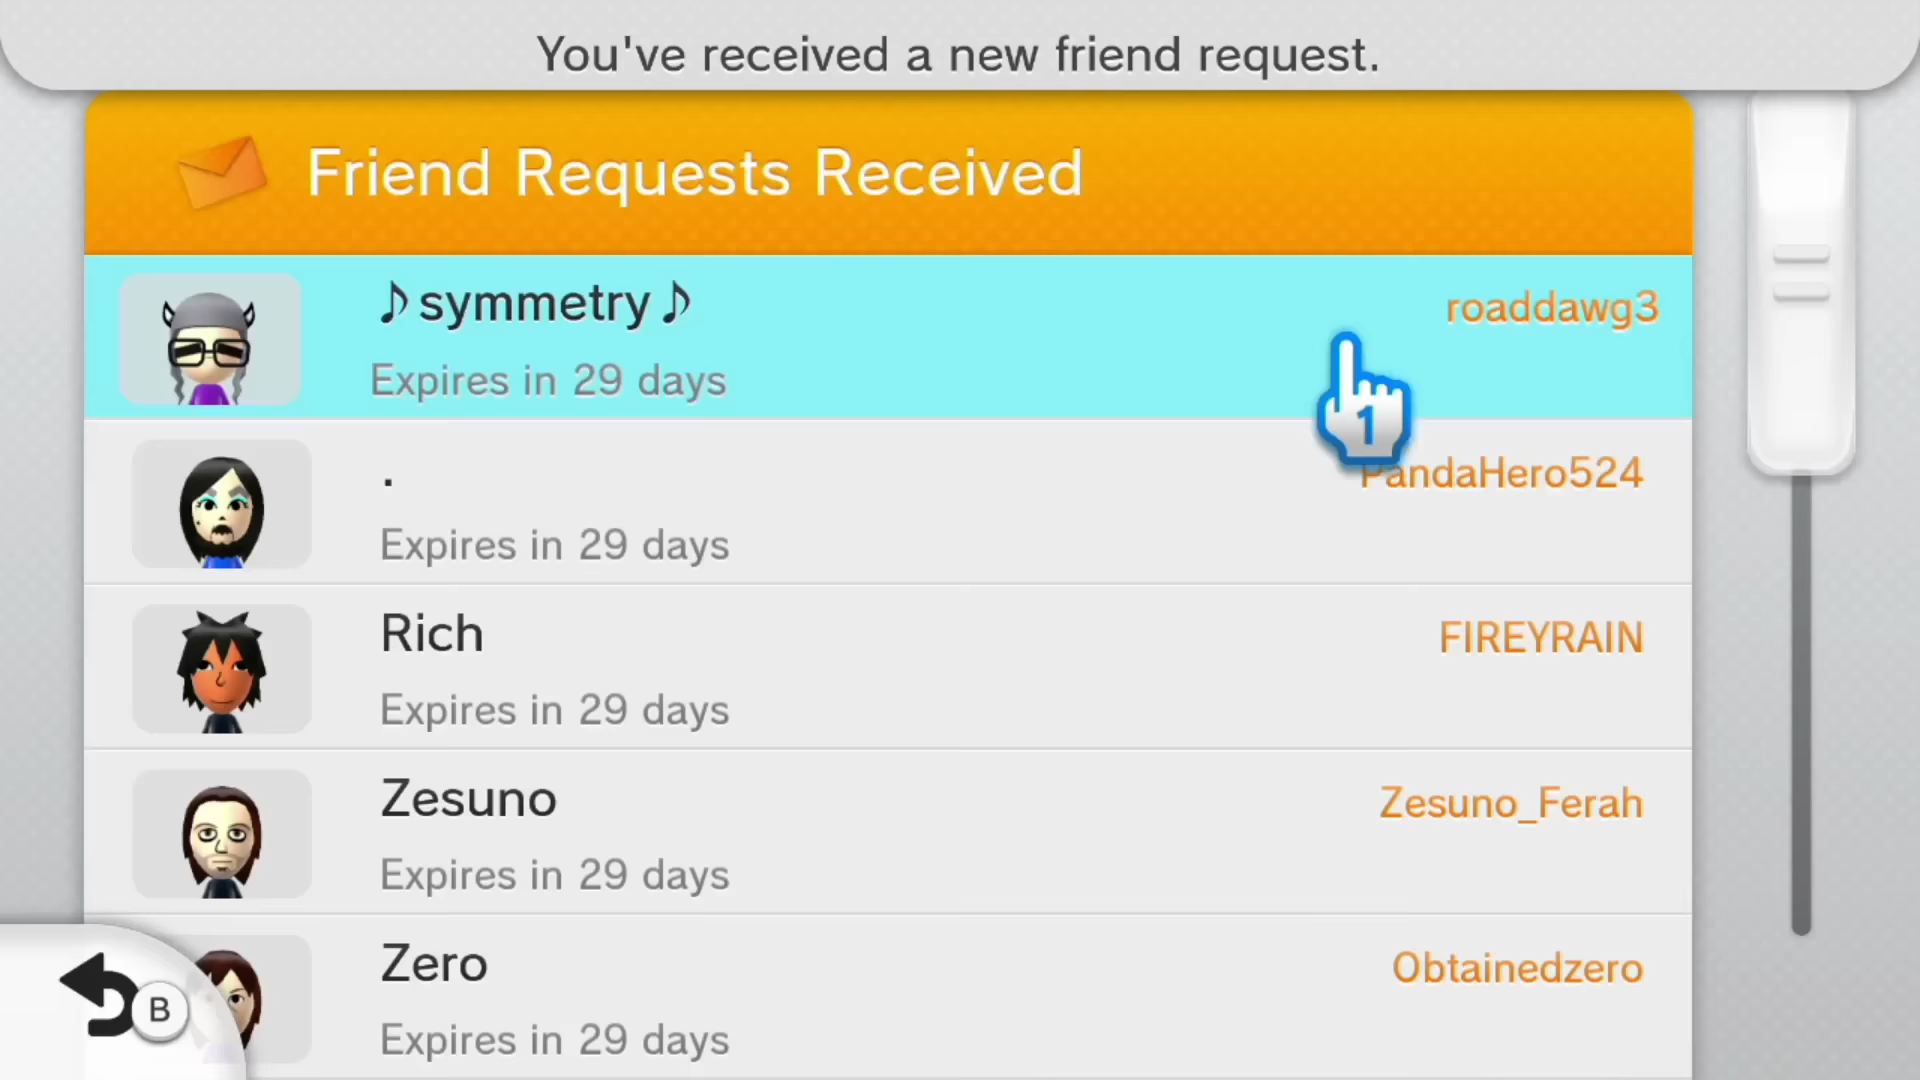 You've received a new friend request.
Friend Requests Received
♪symmetry♪ roaddawg3
Expires in 29 days
1
. PandaHero524
Expires in 29 days
Rich FIREYRAIN
Expires in 29 days
Zesuno Zesuno_Ferah
Expires in 29 days
Zero Obtainedzero
B
Expires in 29 days